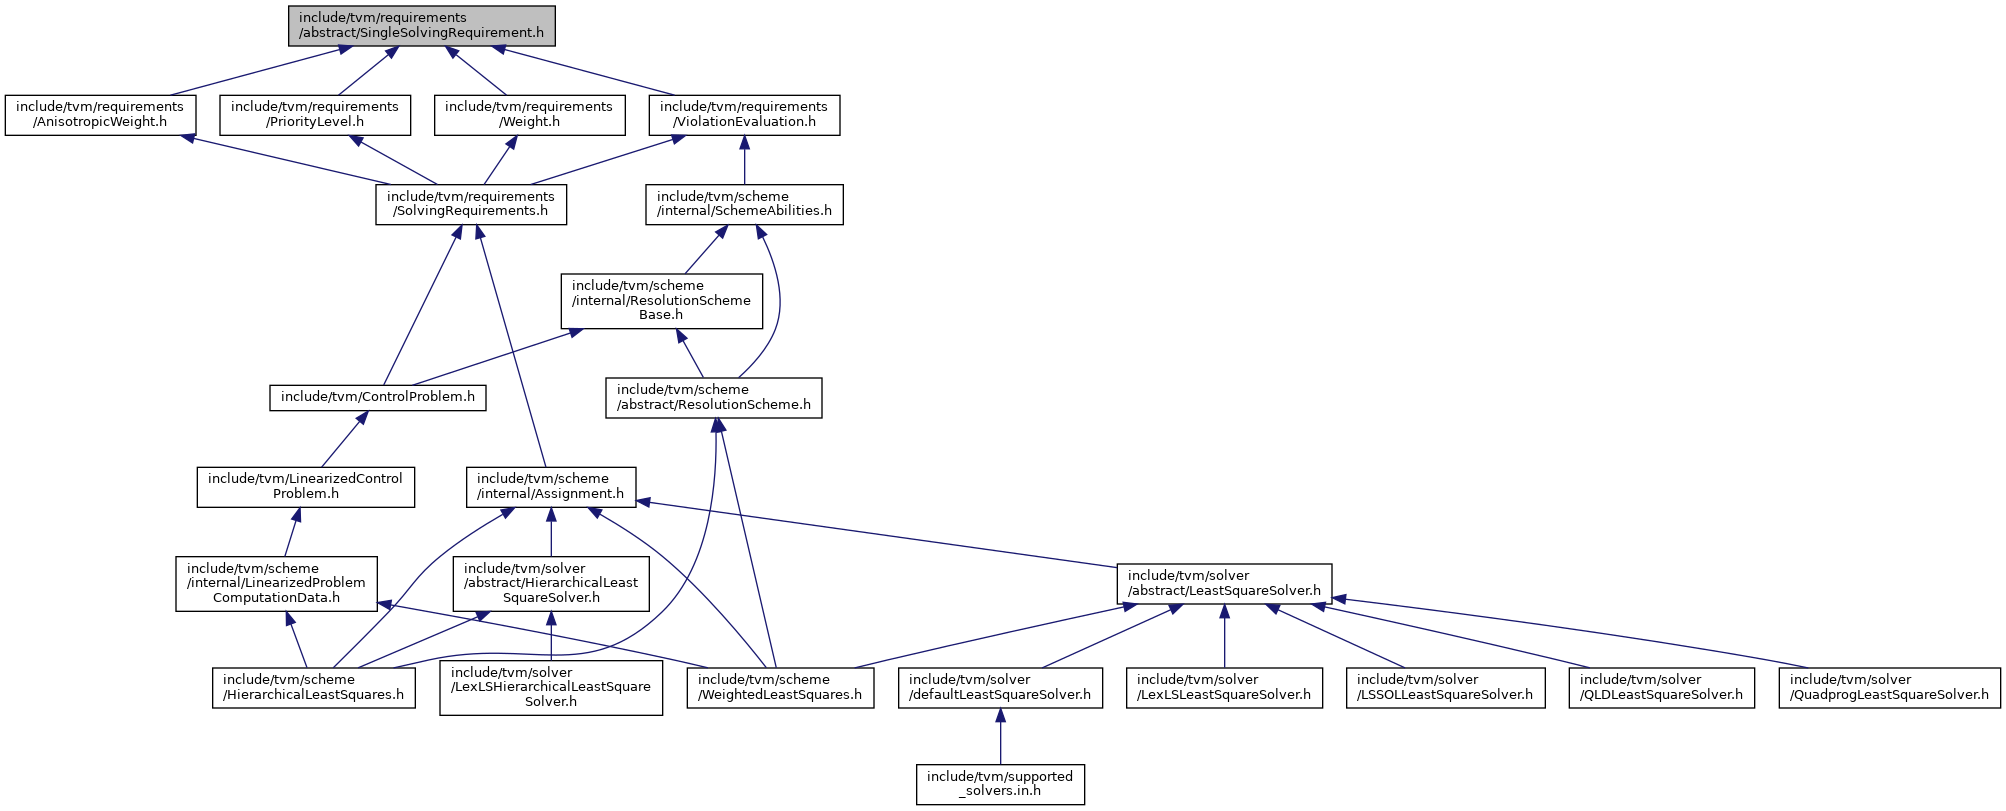 include/tvm/requirements
/abstract/SingleSolvingRequirement.h
include/tvm/requirements
/AnisotropicWeight.h
include/tvm/requirements
/PriorityLevel.h
include/tvm/requirements
/Weight.h
include/tvm/requirements
/ViolationEvaluation.h
include/tvm/requirements
/SolvingRequirements.h
include/tvm/scheme
/internal/SchemeAbilities.h
include/tvm/scheme
/internal/ResolutionScheme
Base.h
include/tvm/ControlProblem.h
include/tvm/scheme
/abstract/ResolutionScheme.h
include/tvm/LinearizedControl
Problem.h
include/tvm/scheme
/internal/Assignment.h
include/tvm/scheme
/internal/LinearizedProblem
ComputationData.h
include/tvm/solver
/abstract/HierarchicalLeast
SquareSolver.h
include/tvm/solver
/abstract/LeastSquareSolver.h
include/tvm/scheme
/HierarchicalLeastSquares.h
include/tvm/solver
/LexLSHierarchicalLeastSquare
Solver.h
include/tvm/scheme
/WeightedLeastSquares.h
include/tvm/solver
/defaultLeastSquareSolver.h
include/tvm/solver
/LexLSLeastSquareSolver.h
include/tvm/solver
/LSSOLLeastSquareSolver.h
include/tvm/solver
/QLDLeastSquareSolver.h
include/tvm/solver
/QuadprogLeastSquareSolver.h
include/tvm/supported
_solvers.in.h